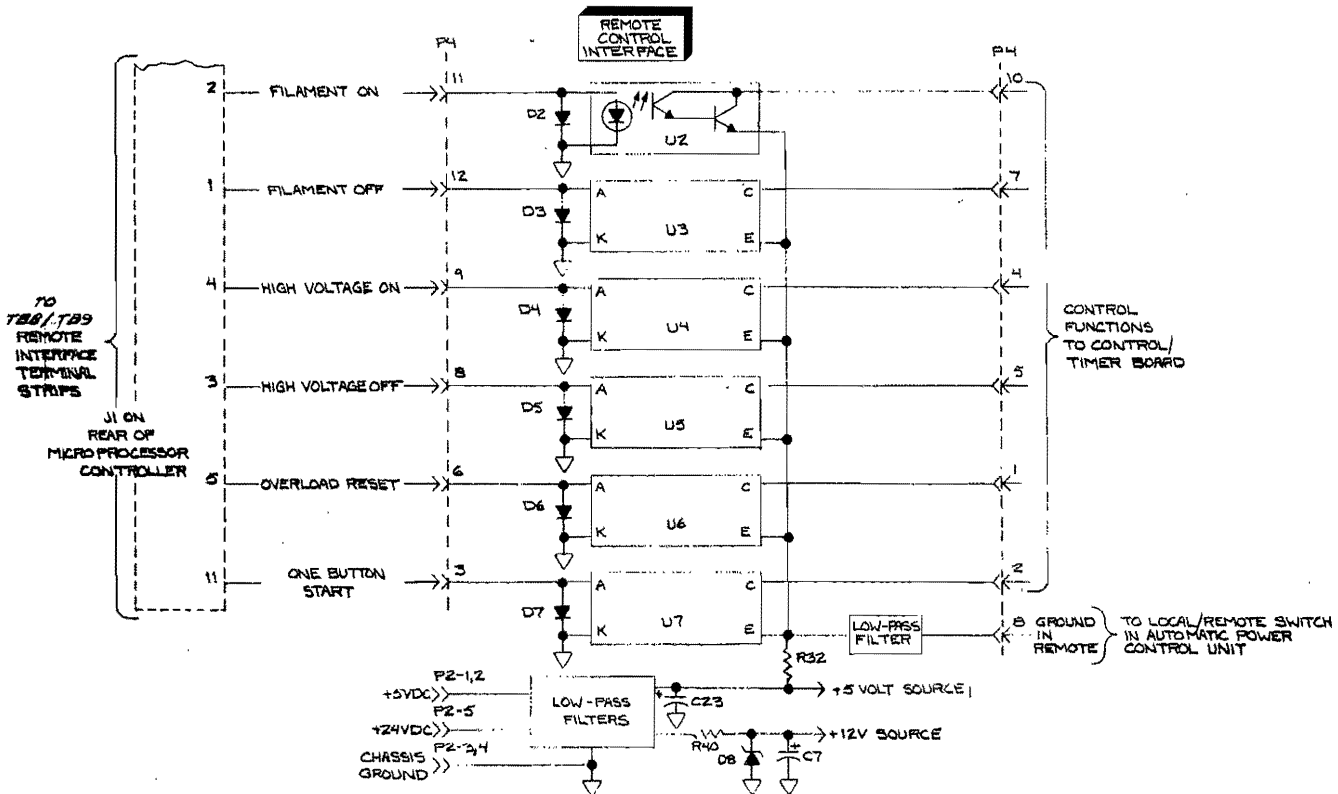 REMOTE
CONTROL
INTERFACE
P4
P4
2
FILAMENT ON
11
D2
U2
10
1
FILAMENT OFF
12
D3
A
K
U3
C
E
7
4
HIGH VOLTAGE ON
9
D4
A
K
U4
C
E
4
3
HIGH VOLTAGE OFF
8
D5
A
K
U5
C
E
5
5
OVERLOAD RESET
6
D6
A
K
U6
C
E
1
11
ONE BUTTON
START
3
D7
A
K
U7
C
E
2
TO
TB8/TB9
REMOTE
INTERFACE
TERMINAL
STRIPS
J1 ON
REAR OF
MICROPROCESSOR
CONTROLLER
CONTROL
FUNCTIONS
TO CONTROL/
TIMER BOARD
LOW-PASS
FILTER
8
GROUND
IN
REMOTE
TO LOCAL/REMOTE SWITCH
IN AUTOMATIC POWER
CONTROL UNIT
R32
+5VDC
P2-1,2
+24VDC
P2-5
CHASSIS
GROUND
P2-3,4
LOW-PASS
FILTERS
+
C23
+5 VOLT SOURCE
R40
D8
+
C7
+12V SOURCE